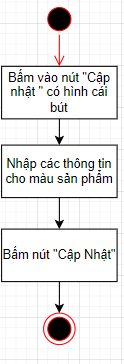 Bấm vào nút "Cập
nhật " có hình cái
bút
Nhập các thông tin
cho màu sản phẩm
Bấm nút "Cập Nhật"